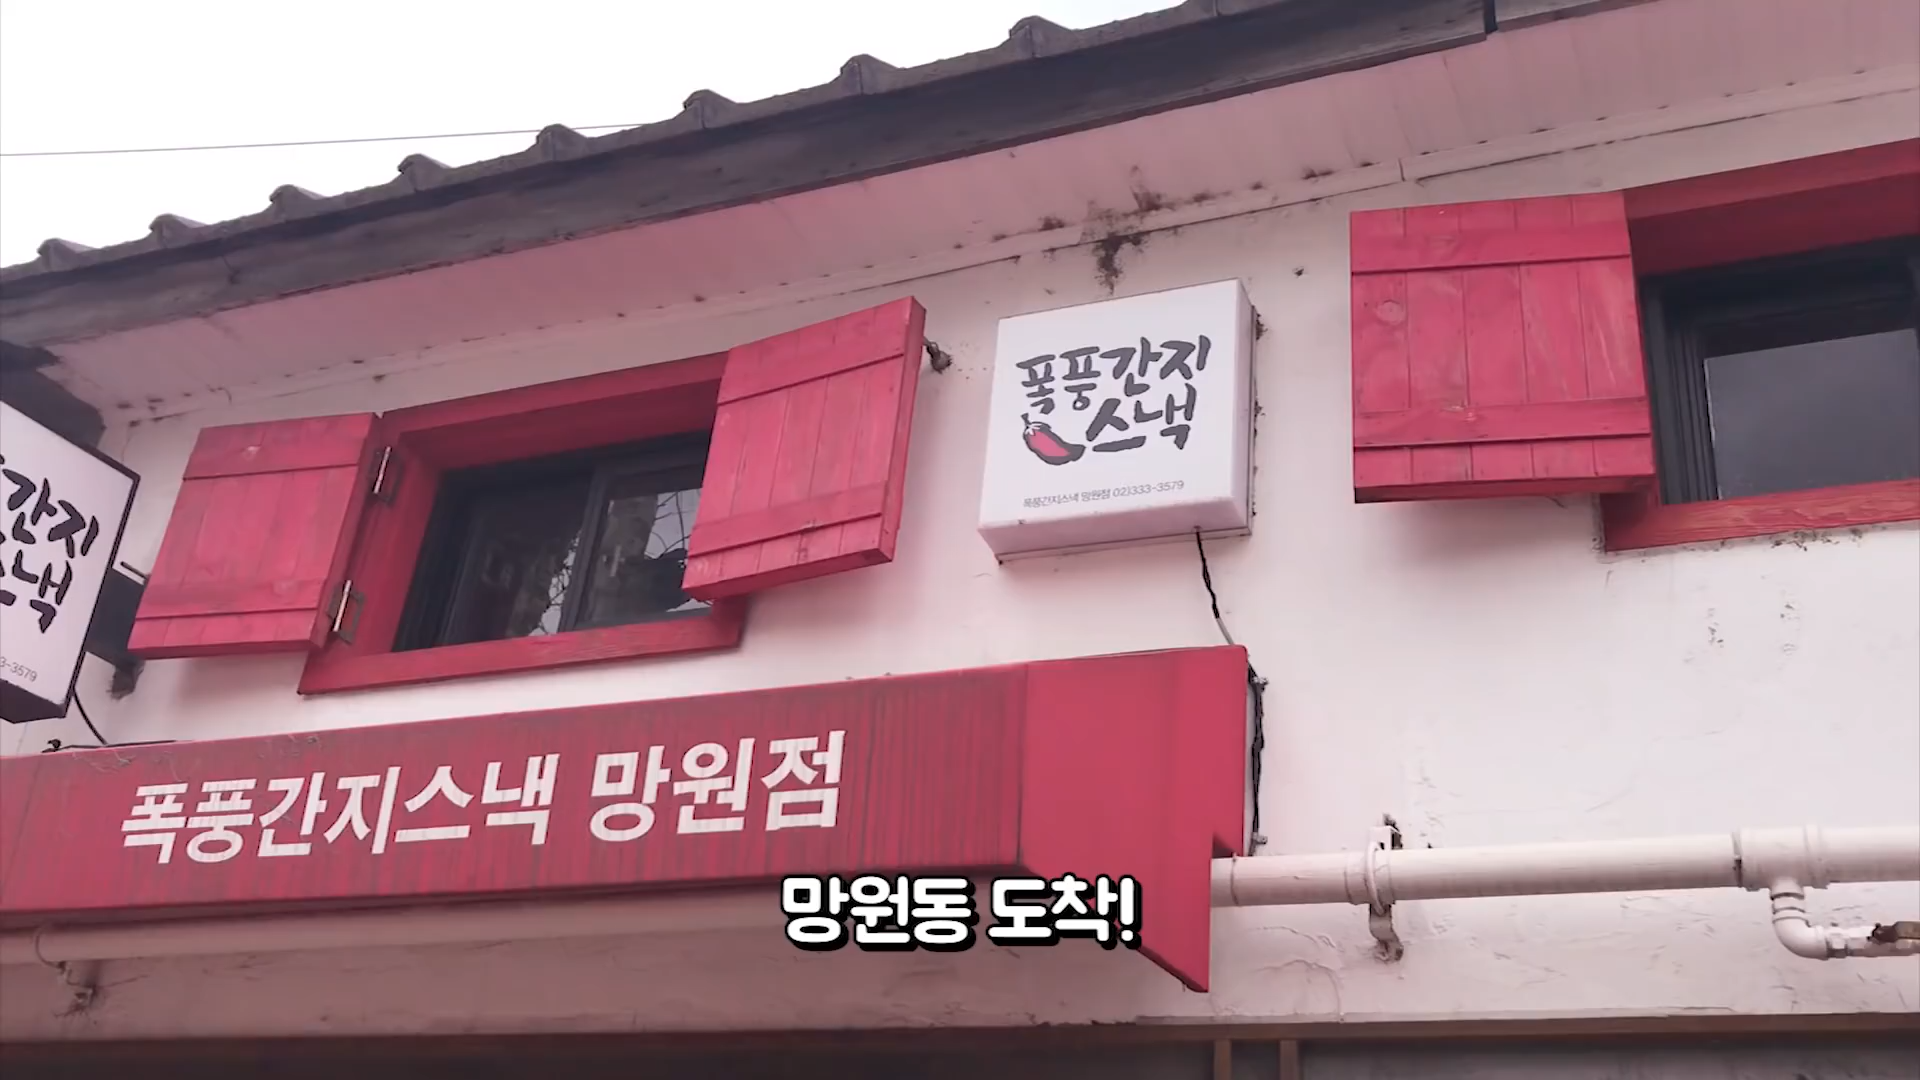 폭풍간지
스낵
폭풍간지스낵 망원점 02)333-3579
간지
스낵
3-3579
폭풍간지스낵 망원점
망원동 도착!